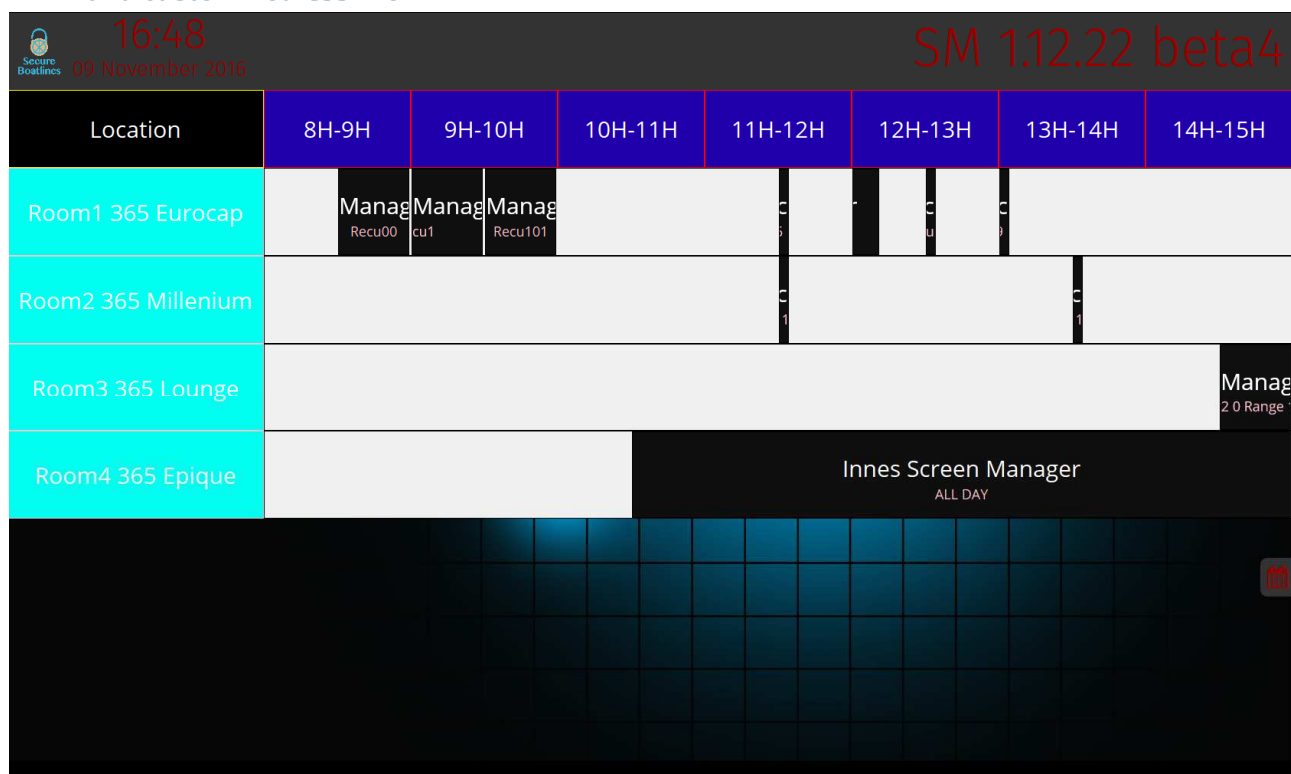 16:48
Secure
Boatlines
09 November 2016
SM 1.12.22 beta4
Location 8H-9H 9H-10H 10H-11H 11H-12H 12H-13H 13H-14H 14H-15H
Room1 365 Eurocap
Manag Manag Manag
Recu00 cu1 Recu101
Room2 365 Millenium
1 1
Room3 365 Lounge
Manag
2 0 Range
Room4 365 Epique
Innes Screen Manager
ALL DAY